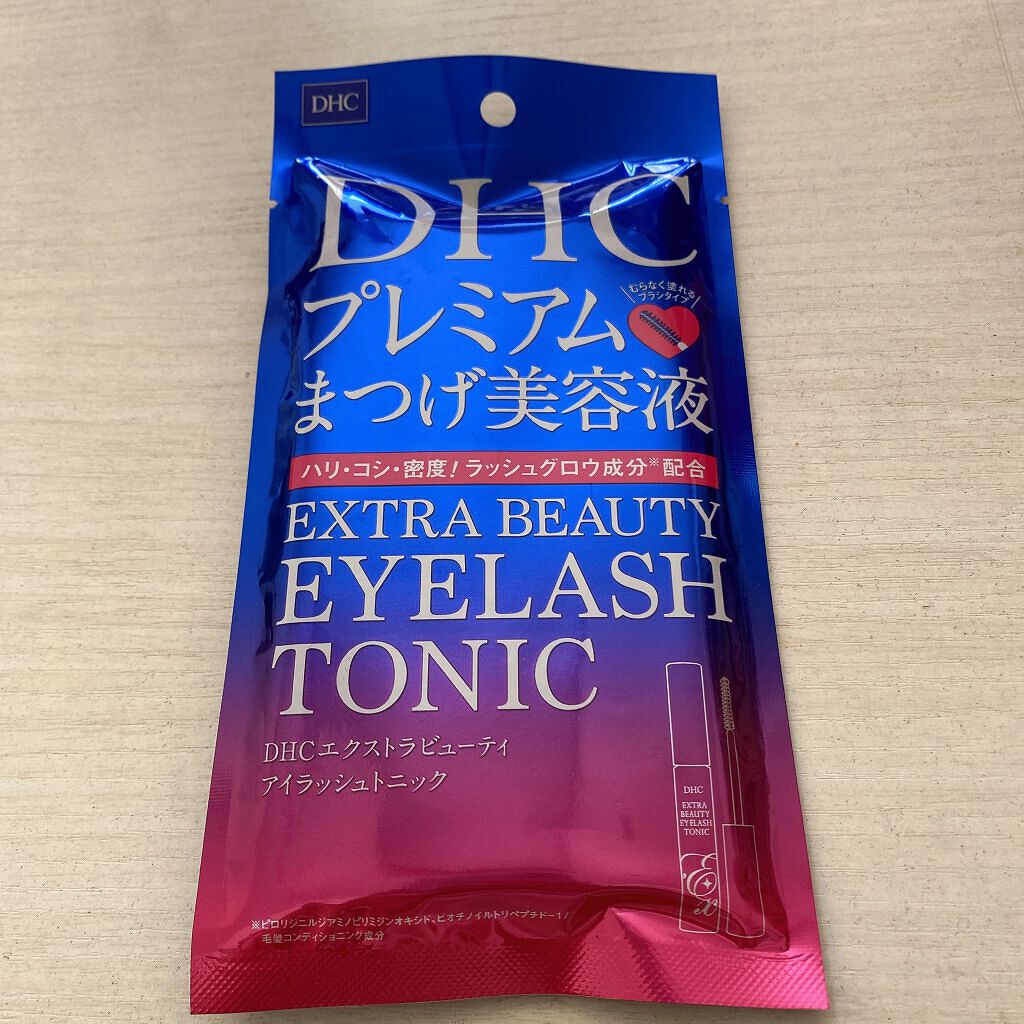 DHC
DHC
プレミアム
むらなく塗れる
ブラシタイプ
まつげ美容液
ハリ・コシ・密度!ラッシュグロウ成分※配合
EXTRA BEAUTY
EYELASH
TONIC
DHCエクストラビューティ
アイラッシュトニック
DHC
EXTRA
BEAUTY
EYELASH
TONIC
Ex
※ピロリジニルジアミノピリミジンオキシド、ビオチノイルトリペプチド-1/
毛髪コンディショニング成分